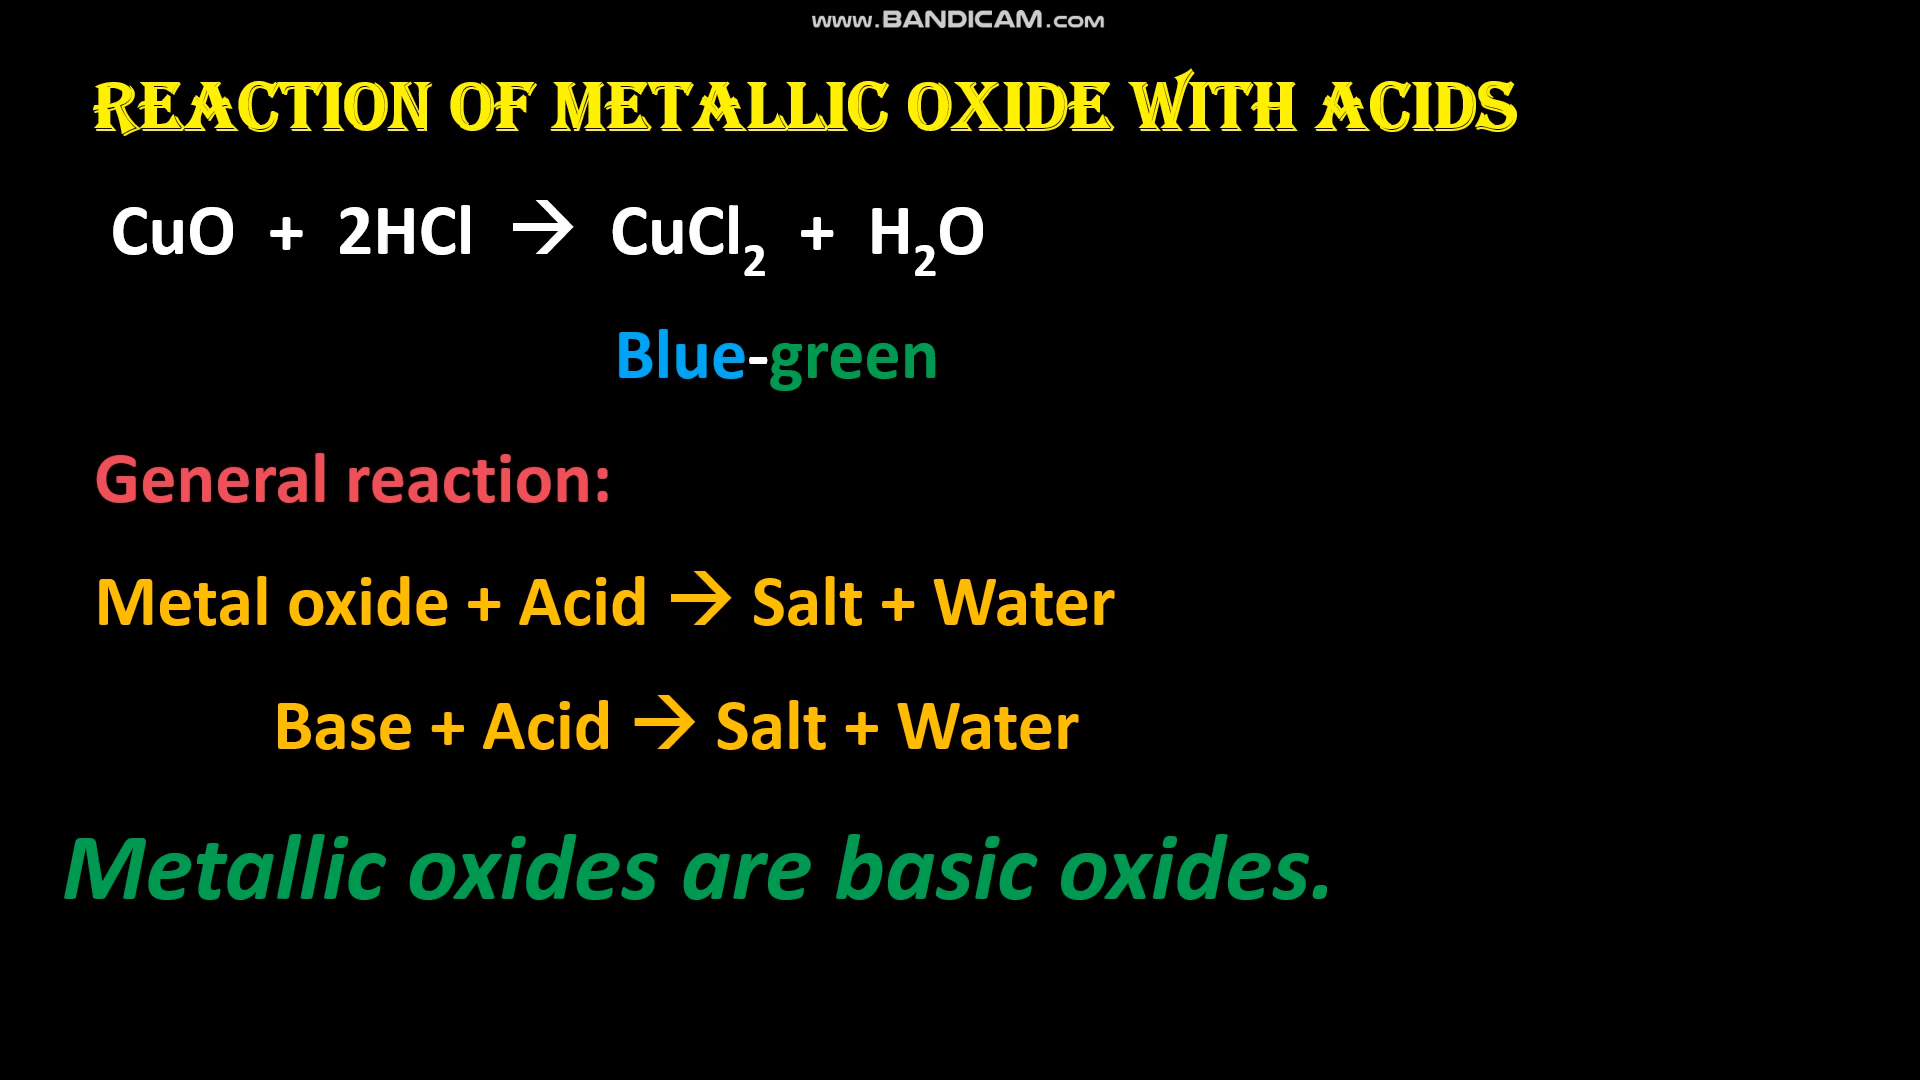 www.BANDICAM.com
REACTION OF METALLIC OXIDE WITH ACIDS
CuO + 2HCl → CuCl₂ + H₂O
Blue-green
General reaction:
Metal oxide + Acid → Salt + Water
Base + Acid → Salt + Water
Metallic oxides are basic oxides.